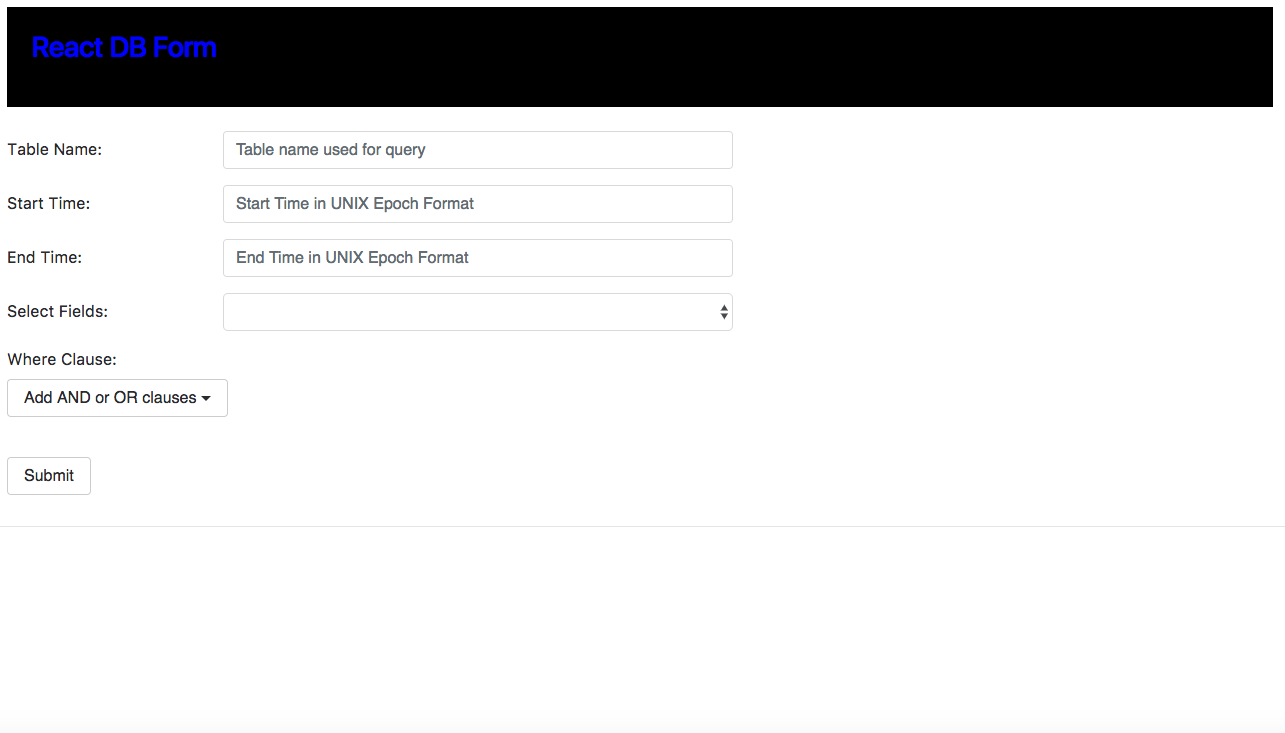 React DB Form
Table Name: Table name used for query
Start Time: Start Time in UNIX Epoch Format
End Time: End Time in UNIX Epoch Format
Select Fields:
Where Clause:
Add AND or OR clauses
Submit